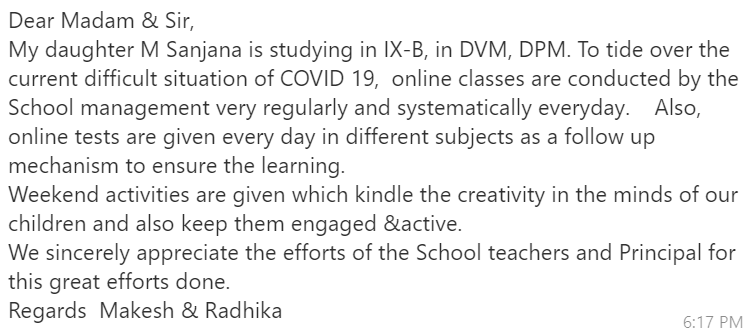 Dear Madam & Sir,
My daughter M Sanjana is studying in IX-B, in DVM, DPM. To tide over the
current difficult situation of COVID 19,  online classes are conducted by the
School management very regularly and systematically everyday.    Also,
online tests are given every day in different subjects as a follow up
mechanism to ensure the learning.
Weekend activities are given which kindle the creativity in the minds of our
children and also keep them engaged &active.
We sincerely appreciate the efforts of the School teachers and Principal for
this great efforts done.
Regards  Makesh & Radhika
6:17 PM